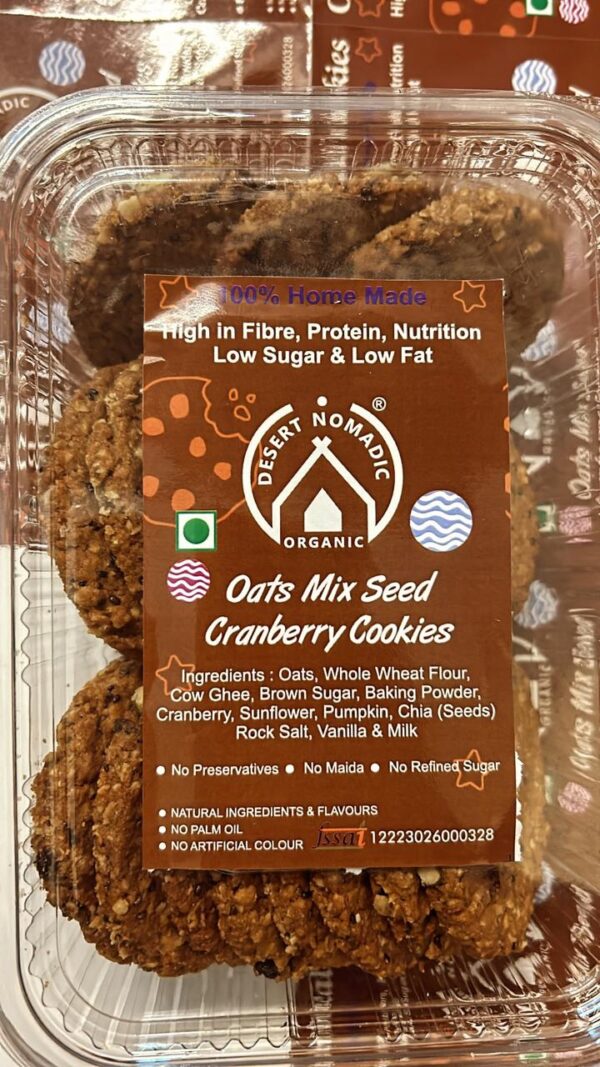 100% Home Made
High in Fibre, Protein, Nutrition
Low Sugar & Low Fat
DESERT NOMADIC ®
ORGANIC
Oats Mix Seed
Cranberry Cookies
Ingredients : Oats, Whole Wheat Flour,
Cow Ghee, Brown Sugar, Baking Powder,
Cranberry, Sunflower, Pumpkin, Chia (Seeds)
Rock Salt, Vanilla & Milk
• No Preservatives • No Maida • No Refined Sugar
• NATURAL INGREDIENTS & FLAVOURS
• NO PALM OIL
• NO ARTIFICIAL COLOUR
fssai 12223026000328